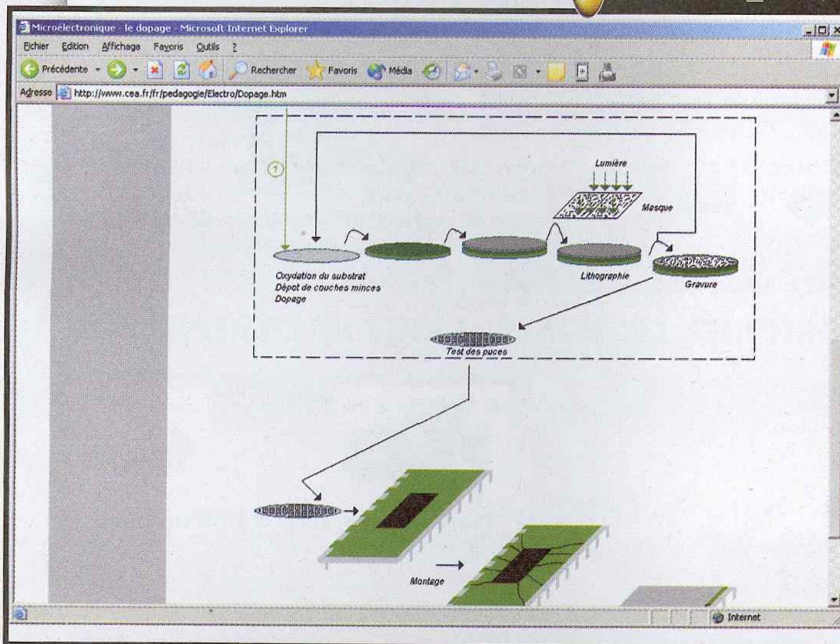 Microélectronique - le dopage - Microsoft Internet Explorer
Fichier Edition Affichage Favoris Outils ?
Précédente Rechercher Favoris Média
Adresse http://www.cea.fr/fr/pedagogie/Electro/Dopage.htm
?
Lumière
Masque
Oxydation du substrat
Dépot de couches minces
Dopage
Lithographie
Gravure
Test des puces
Montage
Internet